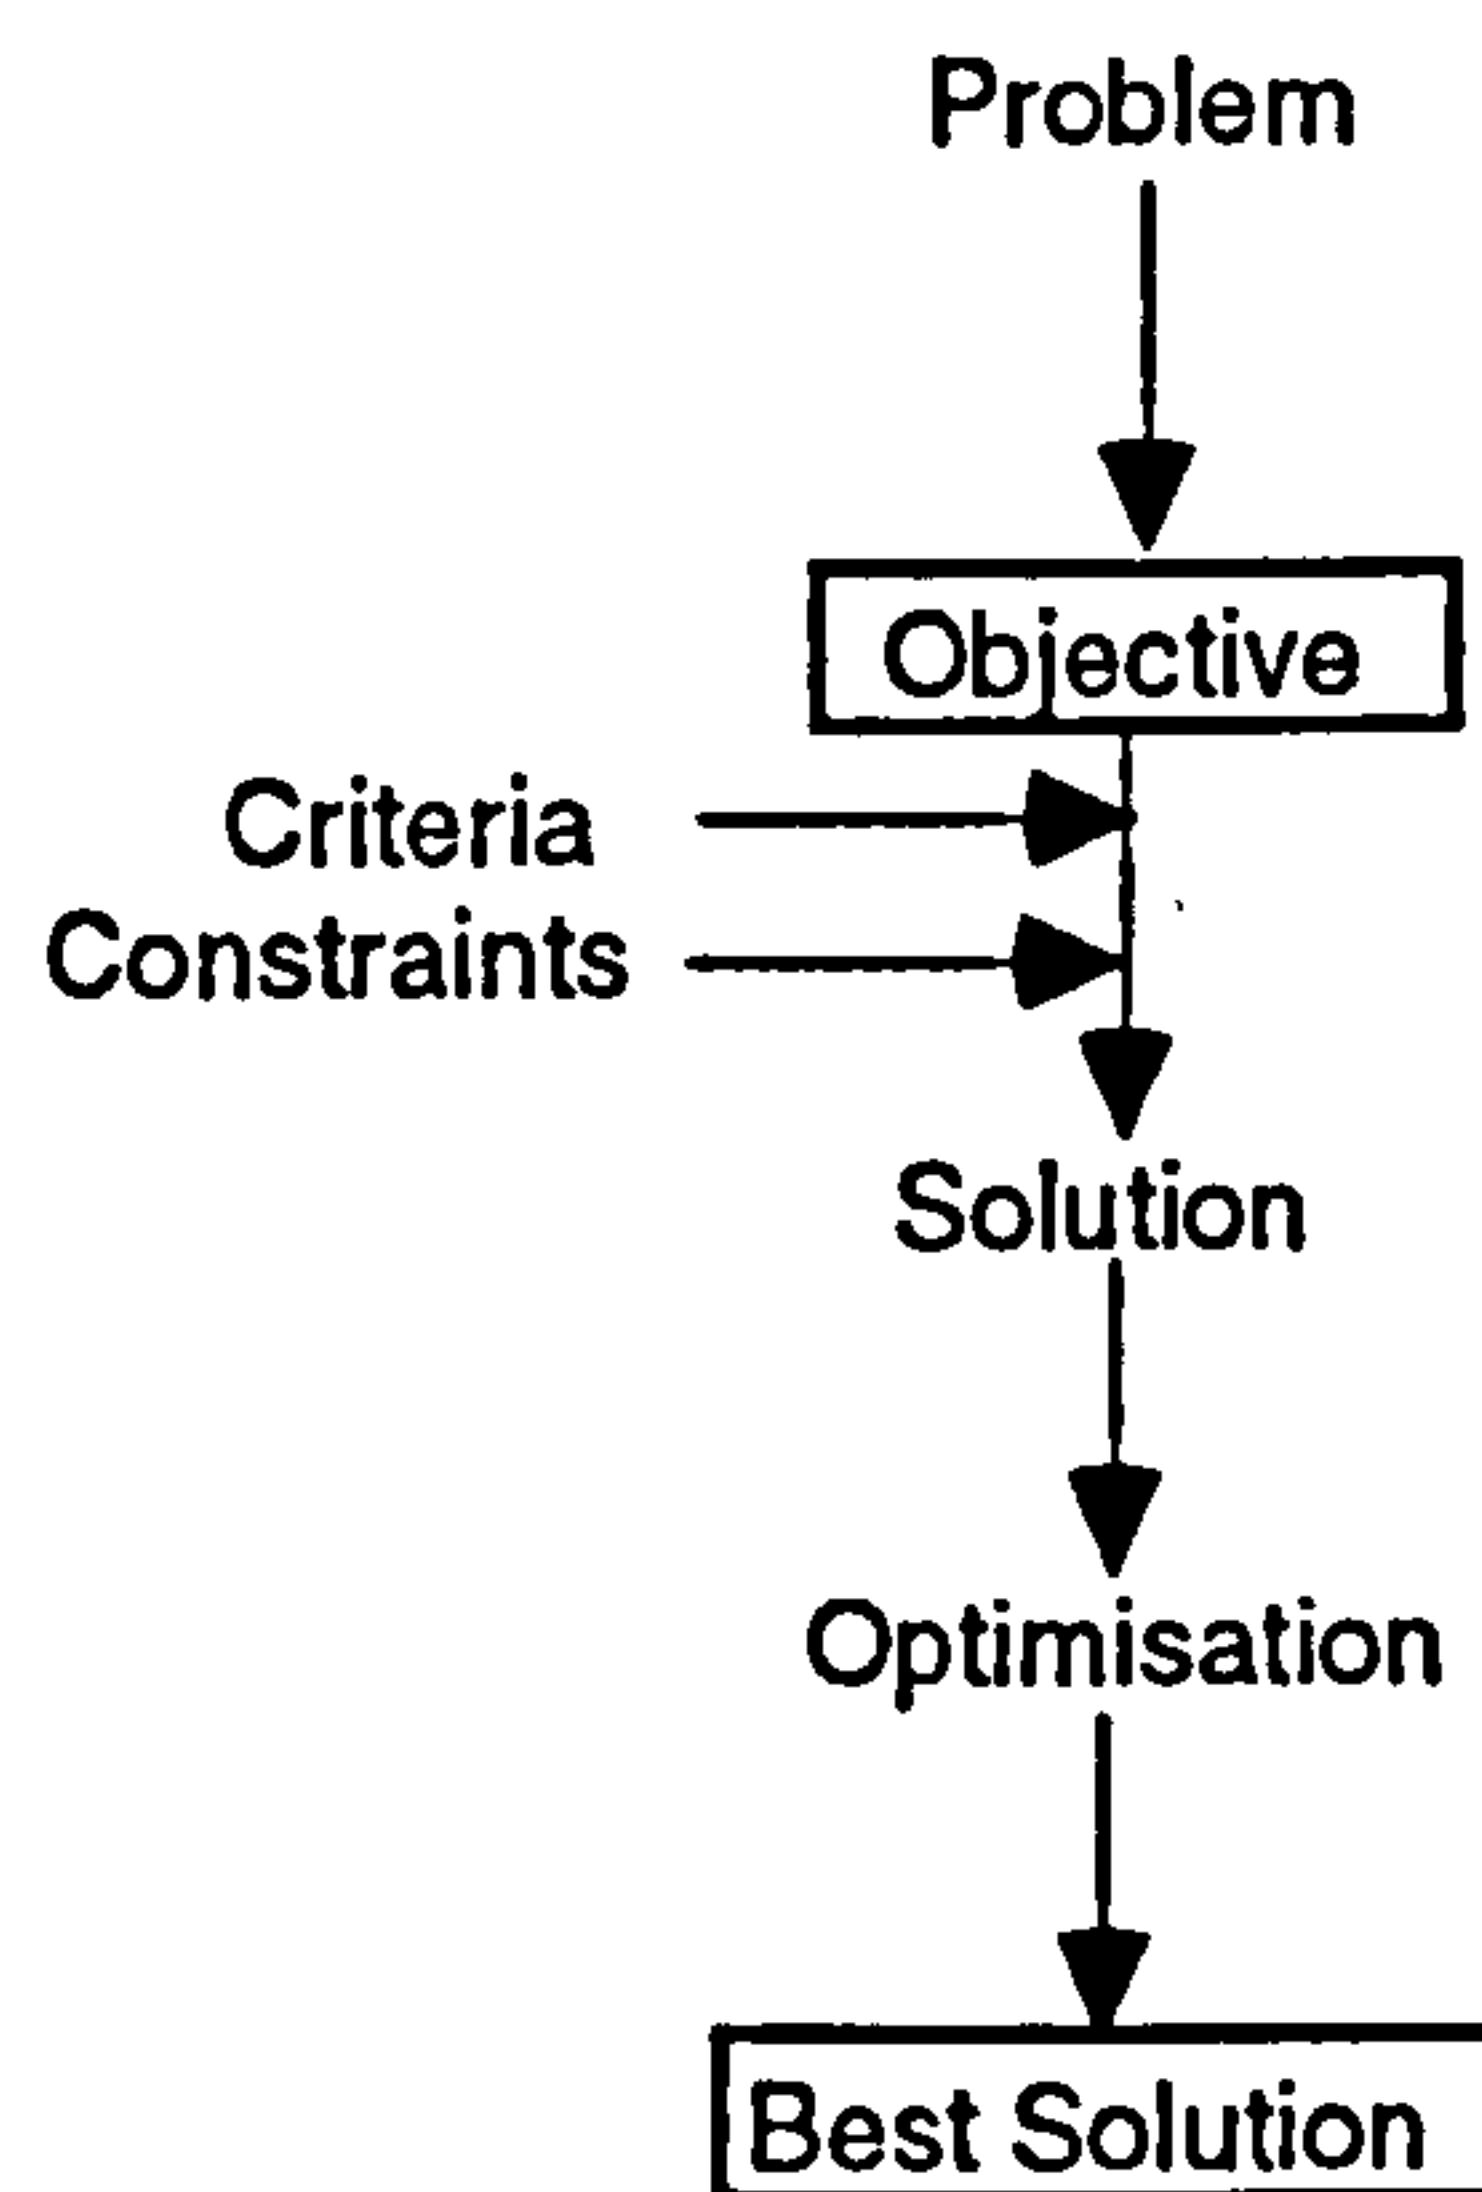 Problem
Objective
Criteria
Constraints
Solution
Optimisation
Best Solution